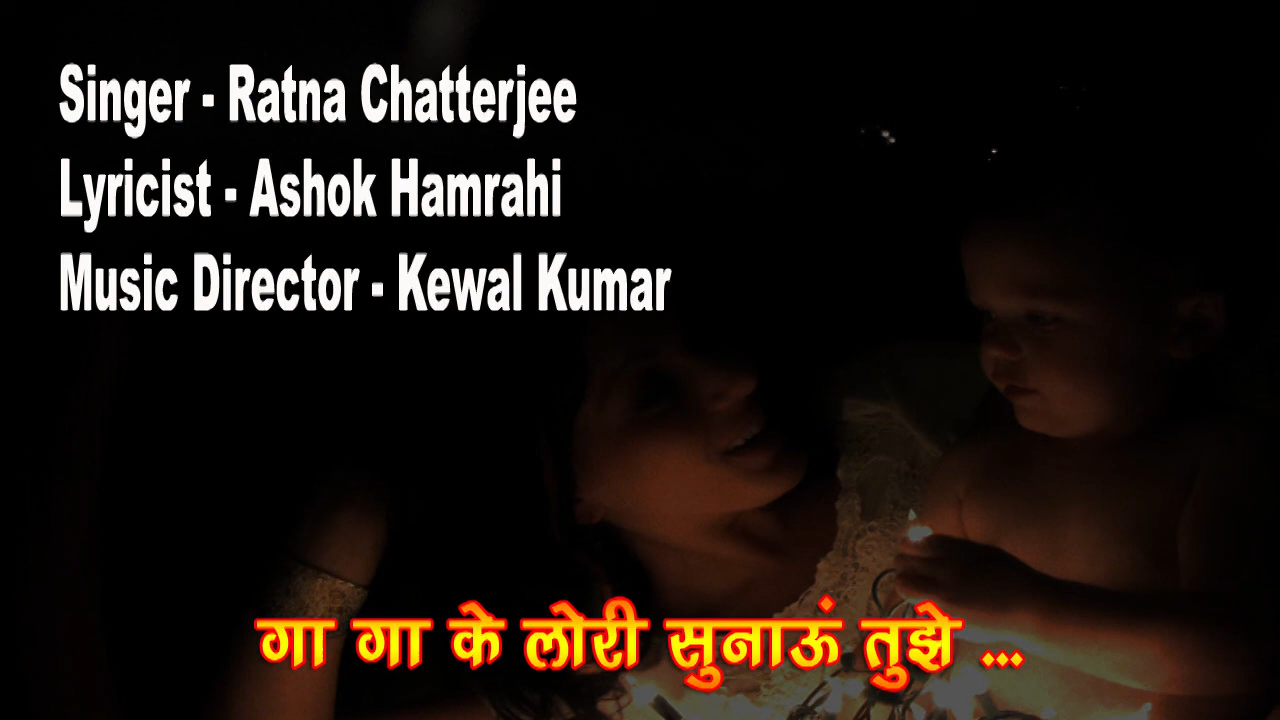 Singer - Ratna Chatterjee
Lyricist - Ashok Hamrahi
Music Director - Kewal Kumar
गा गा के लोरी सुनाऊं तुझे ...